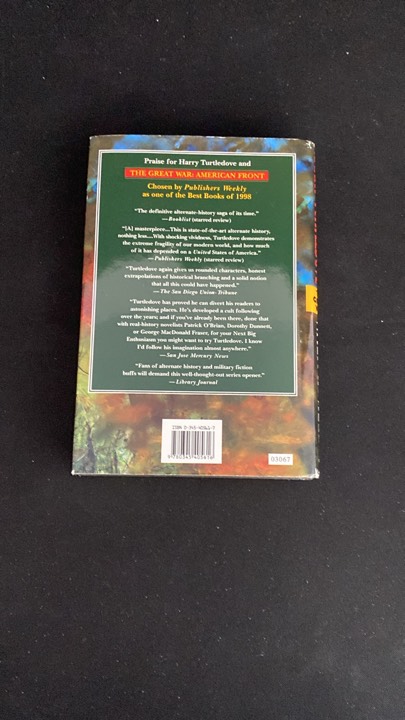 Praise for Harry Turtledove and
THE GREAT WAR: AMERICAN FRONT
Chosen by Publishers Weekly
as one of the Best Books of 1998
"The definitive alternate-history saga of its time."
—Booklist (starred review)
"[A] masterpiece...This is state-of-the-art alternate history,
nothing less....With shocking vividness, Turtledove demonstrates
the extreme fragility of our modern world, and how much
of it has depended on a United States of America."
—Publishers Weekly (starred review)
"Turtledove again gives us rounded characters, honest
extrapolations of historical branching and a solid notion
that all this could have happened."
—The San Diego Union-Tribune
"Turtledove has proved he can divert his readers to
astonishing places. He's developed a cult following
over the years; and if you've already been there, done that
with real-history novelists Patrick O'Brian, Dorothy Dunnett,
or George MacDonald Fraser, for your Next Big
Enthusiasm you might want to try Turtledove. I know
I'd follow his imagination almost anywhere."
—San Jose Mercury News
"Fans of alternate history and military fiction
buffs will demand this well-thought-out series opener."
—Library Journal
ISBN 0-345-40561-7
9 780345 405616
03067